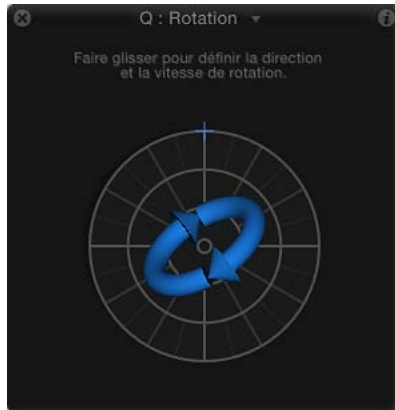 Q : Rotation
Faire glisser pour définir la direction
et la vitesse de rotation.